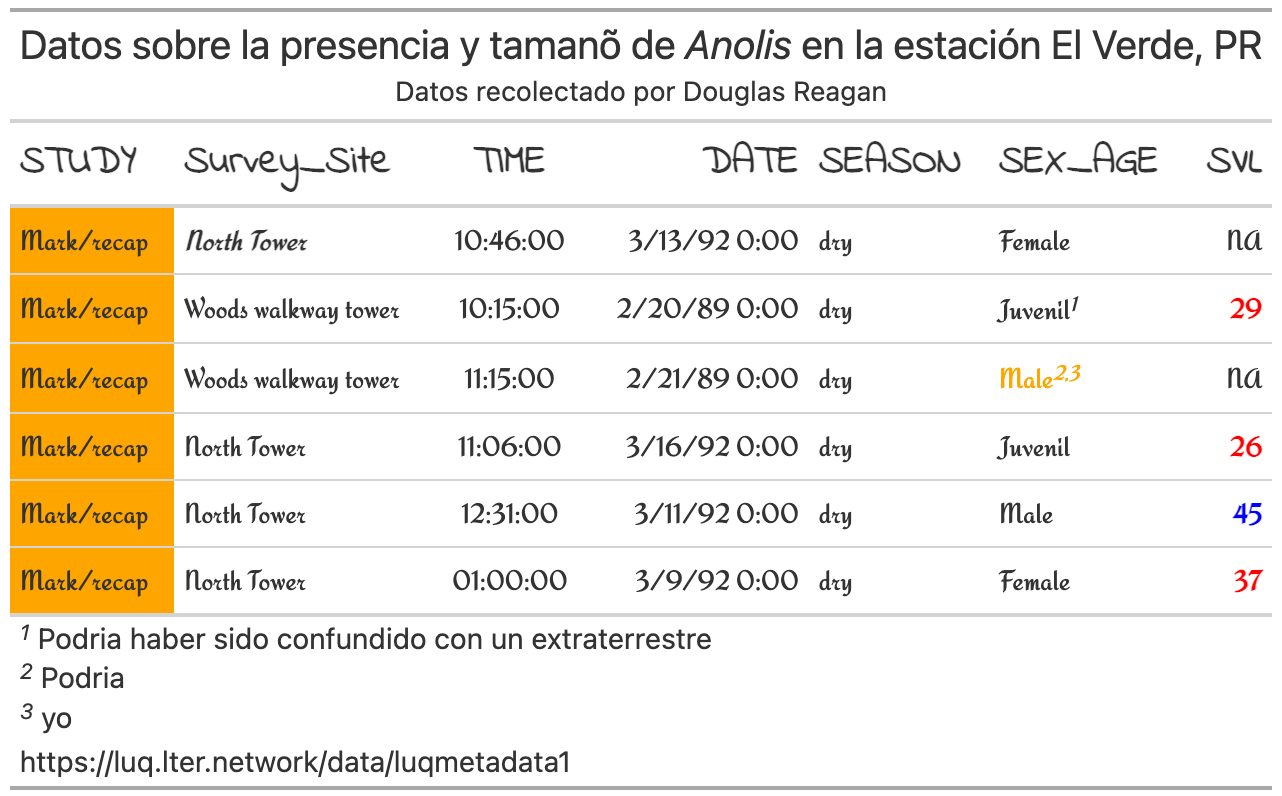 Datos sobre la presencia y tamanõ de Anolis en la estación El Verde, PR
Datos recolectado por Douglas Reagan
STUDY Survey_Site TIME DATE SEASON SEX_AGE SVL
Mark/recap North Tower 10:46:00 3/13/92 0:00 dry Female NA
Mark/recap Woods walkway tower 10:15:00 2/20/89 0:00 dry Juvenil1 29
Mark/recap Woods walkway tower 11:15:00 2/21/89 0:00 dry Male2,3 NA
Mark/recap North Tower 11:06:00 3/16/92 0:00 dry Juvenil 26
Mark/recap North Tower 12:31:00 3/11/92 0:00 dry Male 45
Mark/recap North Tower 01:00:00 3/9/92 0:00 dry Female 37
1 Podria haber sido confundido con un extraterrestre
2 Podria
3 yo
https://luq.lter.network/data/luqmetadata1